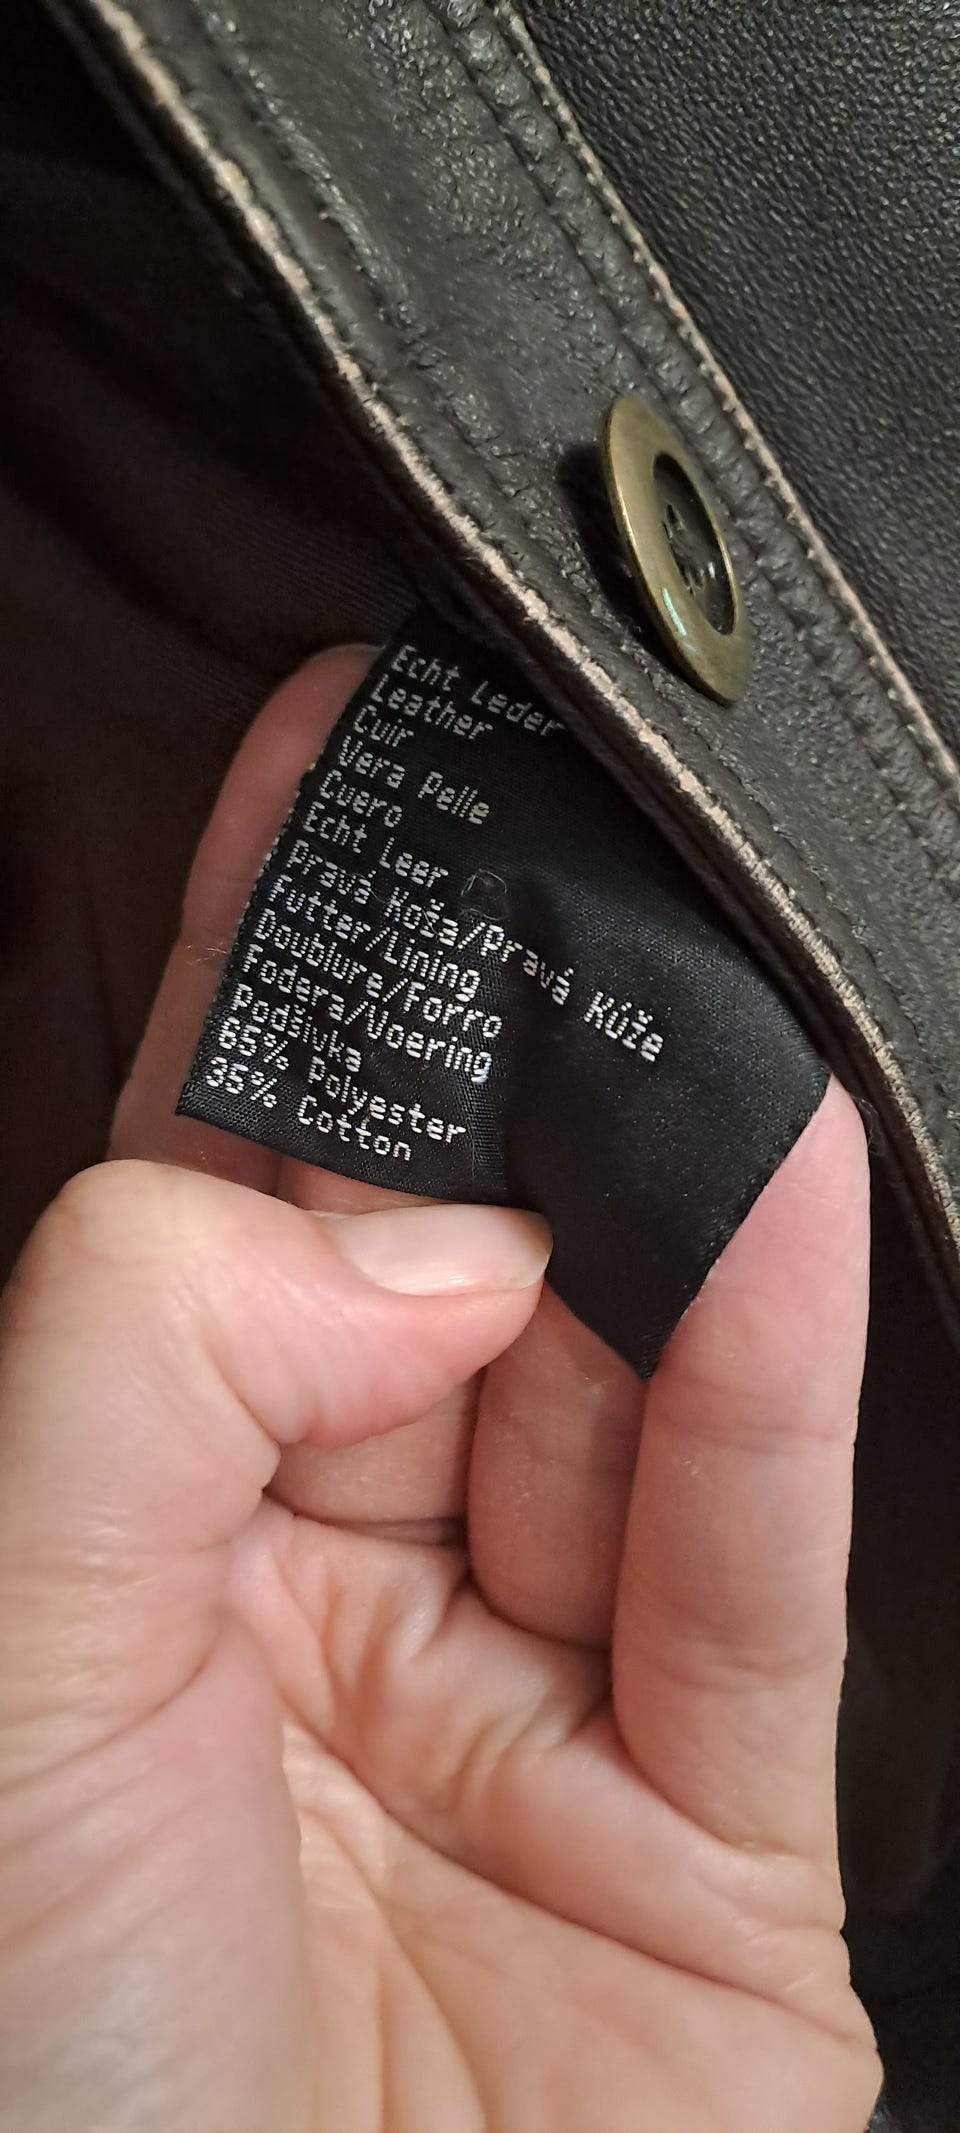 Echt Leder
Leather
Cuir
Vera Pelle
Cuero
Echt Leer
Pravá Koža/Pravá Kůže
Futter/Lining
Doublure/Forro
Fodera/Voering
Podšívka
65% Polyester
35% Cotton